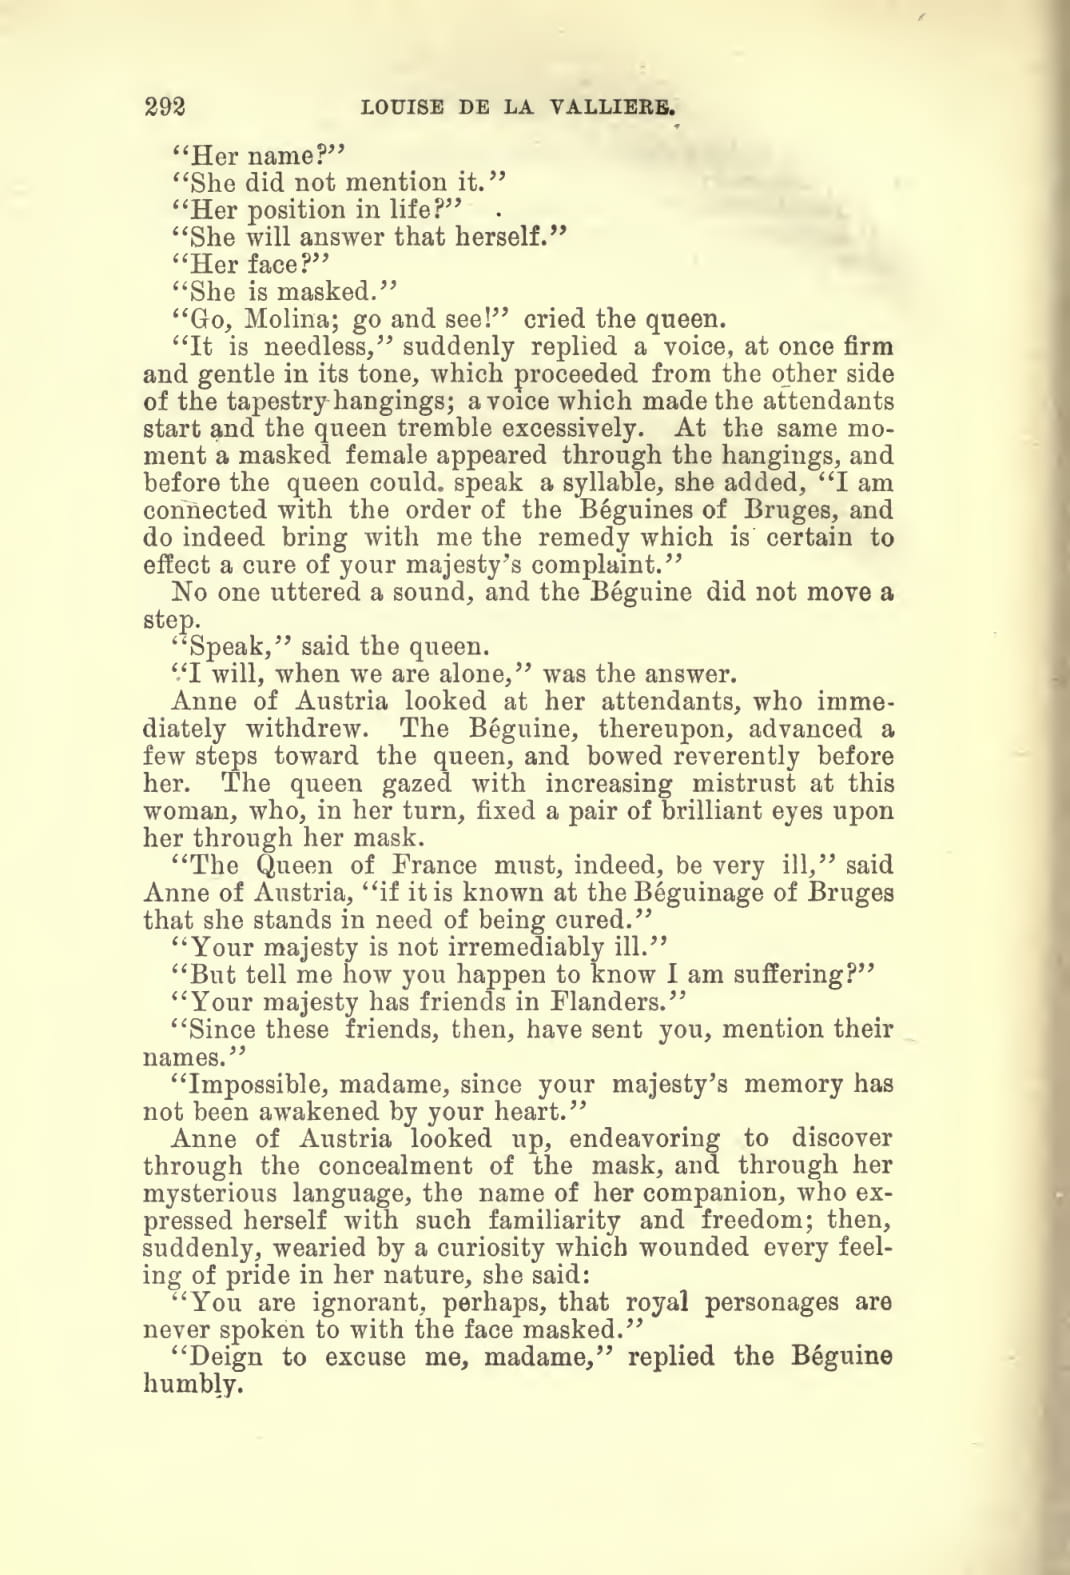 292 LOUISE DE LA VALLIERE.
“Her name?”
“She did not mention it.”
“Her position in life?”
“She will answer that herself.”
“Her face?”
“She is masked.”
“Go, Molina; go and see!” cried the queen.
“It is needless,” suddenly replied a voice, at once firm
and gentle in its tone, which proceeded from the other side
of the tapestry hangings; a voice which made the attendants
start and the queen tremble excessively. At the same mo-
ment a masked female appeared through the hangings, and
before the queen could speak a syllable, she added, “I am
connected with the order of the Béguines of Bruges, and
do indeed bring with me the remedy which is certain to
effect a cure of your majesty’s complaint.”
No one uttered a sound, and the Béguine did not move a
step.
“Speak,” said the queen.
“I will, when we are alone,” was the answer.
Anne of Austria looked at her attendants, who imme-
diately withdrew. The Béguine, thereupon, advanced a
few steps toward the queen, and bowed reverently before
her. The queen gazed with increasing mistrust at this
woman, who, in her turn, fixed a pair of brilliant eyes upon
her through her mask.
“The Queen of France must, indeed, be very ill,” said
Anne of Austria, “if it is known at the Béguinage of Bruges
that she stands in need of being cured.”
“Your majesty is not irremediably ill.”
“But tell me how you happen to know I am suffering?”
“Your majesty has friends in Flanders.”
“Since these friends, then, have sent you, mention their
names.”
“Impossible, madame, since your majesty’s memory has
not been awakened by your heart.”
Anne of Austria looked up, endeavoring to discover
through the concealment of the mask, and through her
mysterious language, the name of her companion, who ex-
pressed herself with such familiarity and freedom; then,
suddenly, wearied by a curiosity which wounded every feel-
ing of pride in her nature, she said:
“You are ignorant, perhaps, that royal personages are
never spoken to with the face masked.”
“Deign to excuse me, madame,” replied the Béguine
humbly.